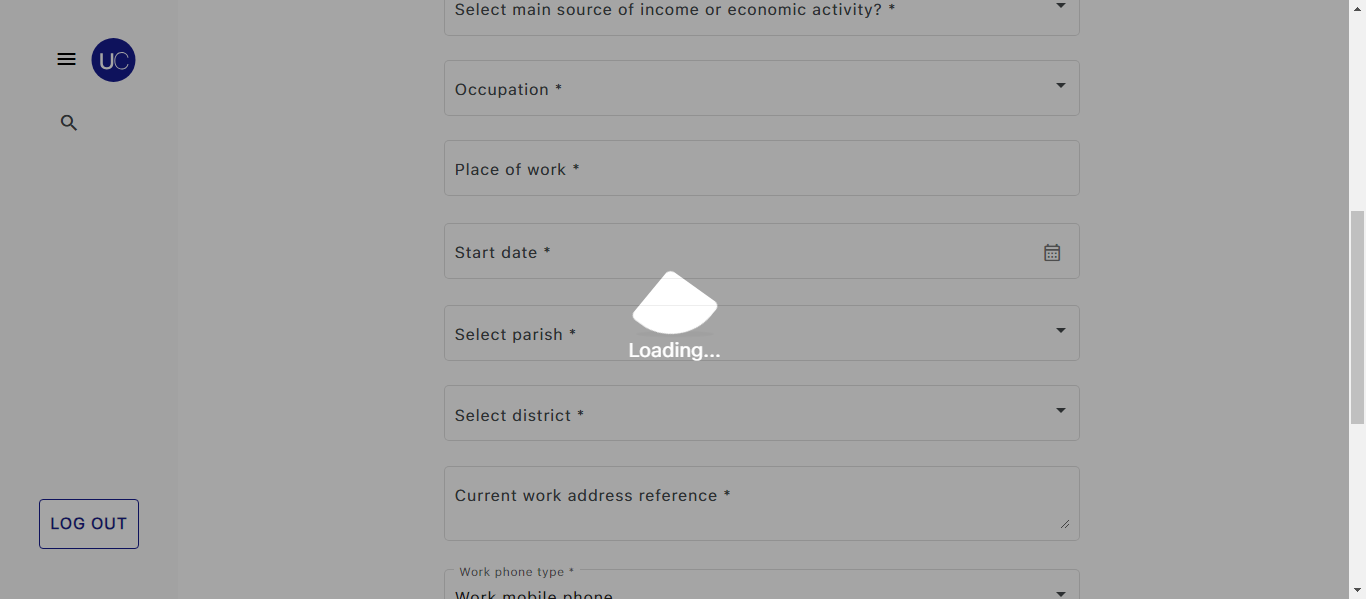 Select main source of income or economic activity? *
UC
Occupation *
Place of work *
Start date *
Select parish *
Loading...
Select district *
Current work address reference *
LOG OUT
Work phone type *
Work mobile phone